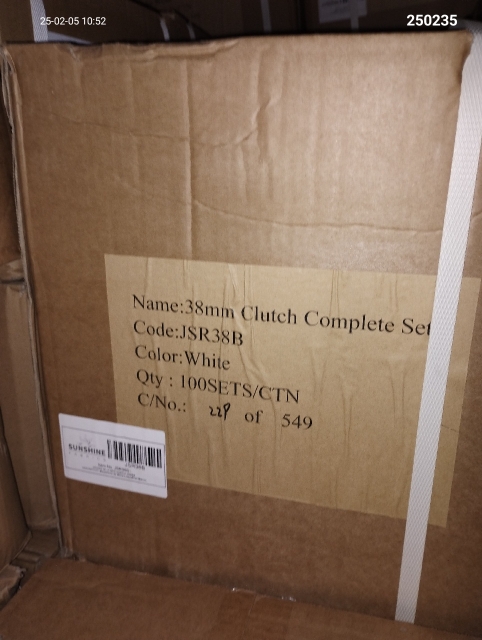 25-02-05 10:52
250235
Name:38mm Clutch Complete Set
Code:JSR38B
Color:White
Qty : 100SETS/CTN
C/No.: 229 of 549
SUNSHINE